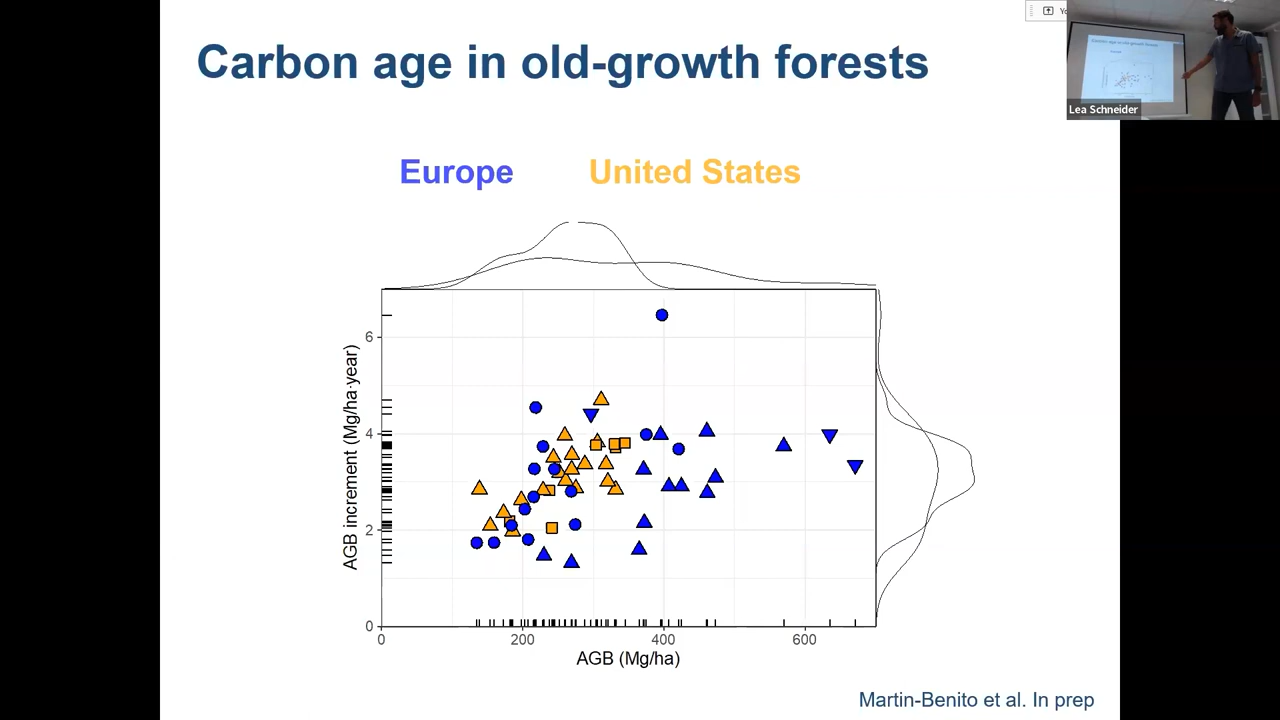 Carbon age in old-growth forests
Lea Schneider
Europe United States
AGB increment (Mg/ha·year)
6
4
2
0
0 200 400 600
AGB (Mg/ha)
Martin-Benito et al. In prep